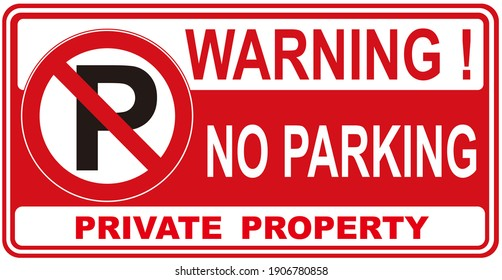 WARNING !
P
NO PARKING
PRIVATE PROPERTY
shutterstock.com · 1906780858